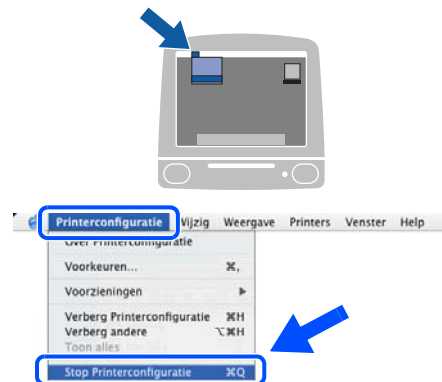 Printerconfiguratie Wijzig Weergave Printers Venster Help
Over Printerconfiguratie
Voorkeuren... ⌘,
Voorzieningen ▶
Verberg Printerconfiguratie ⌘H
Verberg andere ⌥⌘H
Toon alles
Stop Printerconfiguratie ⌘Q